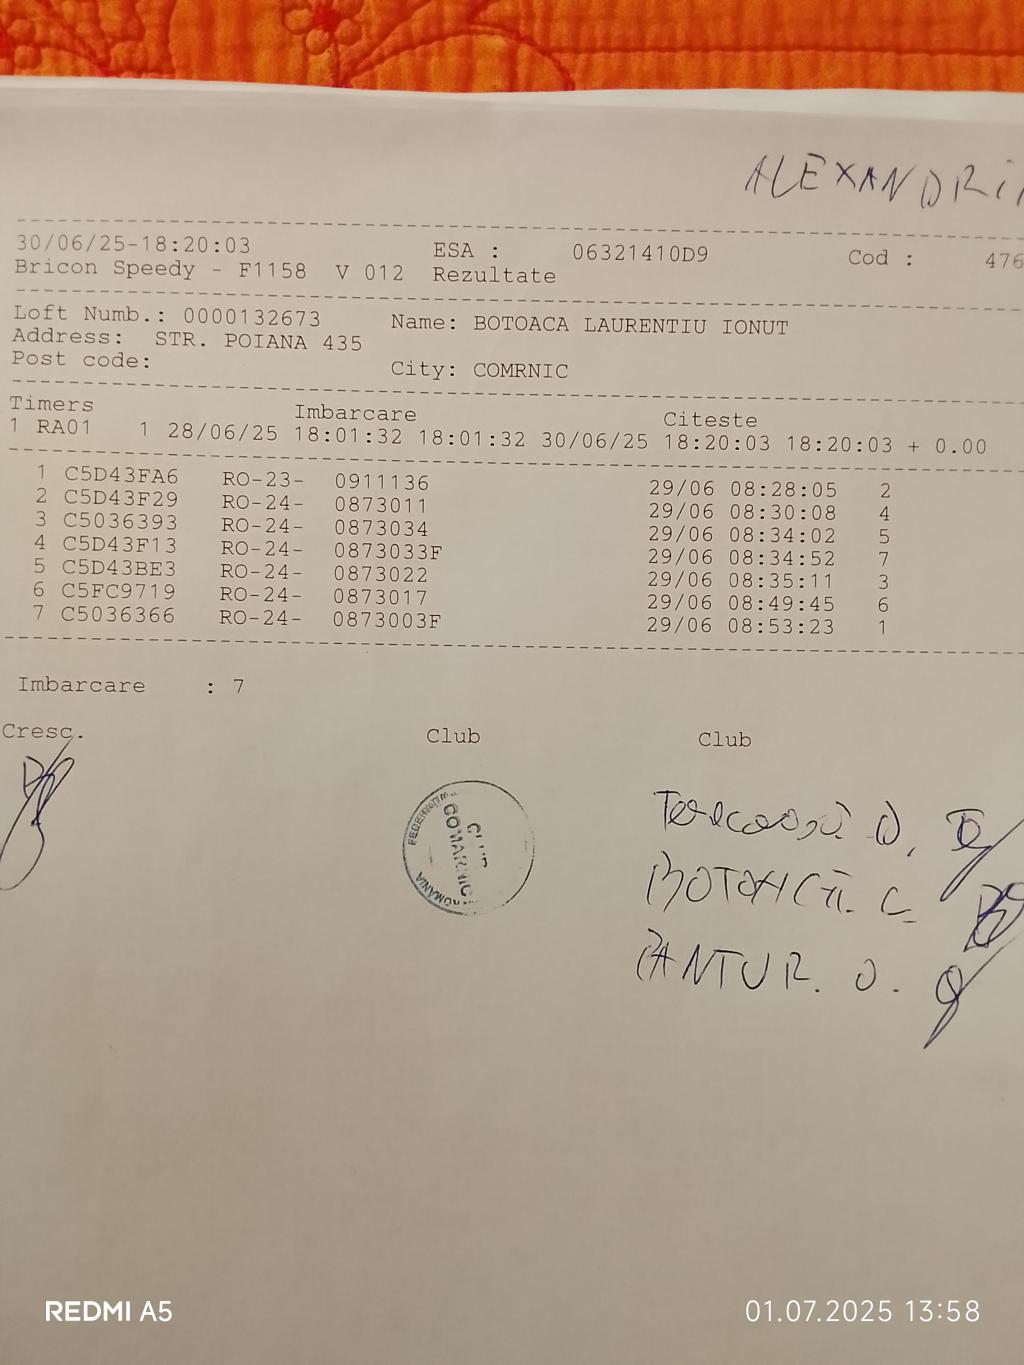 ALEXANDRI
30/06/25-18:20:03 ESA : 06321410D9 Cod : 476
Bricon Speedy - F1158 V 012 Rezultate
Loft Numb.: 0000132673 Name: BOTOACA LAURENTIU IONUT
Address: STR. POIANA 435
Post code: City: COMRNIC
Timers Imbarcare Citeste
1 RA01 1 28/06/25 18:01:32 18:01:32 30/06/25 18:20:03 18:20:03 + 0.00
1 C5D43FA6 RO-23- 0911136 29/06 08:28:05 2
2 C5D43F29 RO-24- 0873011 29/06 08:30:08 4
3 C5036393 RO-24- 0873034 29/06 08:34:02 5
4 C5D43F13 RO-24- 0873033F 29/06 08:34:52 7
5 C5D43BE3 RO-24- 0873022 29/06 08:35:11 3
6 C5FC9719 RO-24- 0873017 29/06 08:49:45 6
7 C5036366 RO-24- 0873003F 29/06 08:53:23 1
Imbarcare : 7
Cresc. Club Club
CLUB
COMARNIC
ROMANIA
D.
BOTOACĂ. C
PANTUR. O.
REDMI A5 01.07.2025 13:58